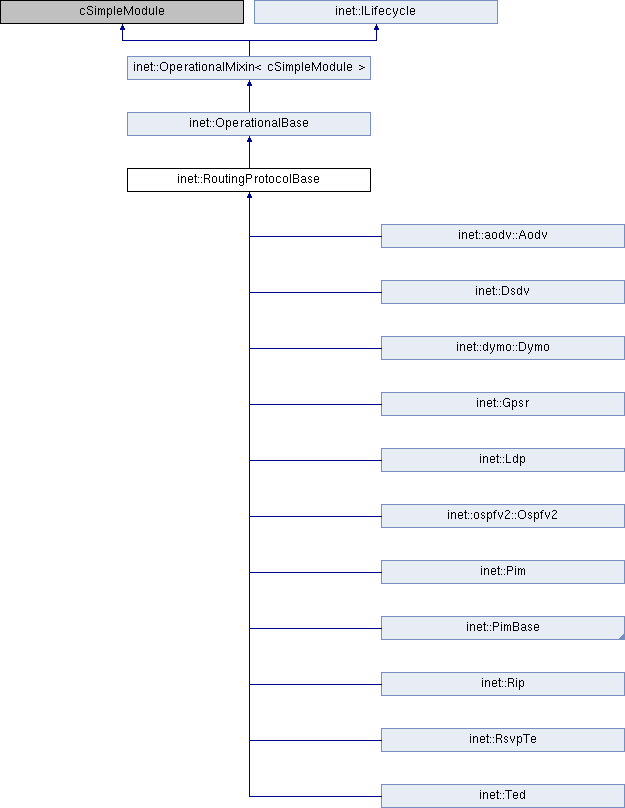 cSimpleModule
inet::ILifecycle
inet::OperationalMixin< cSimpleModule >
inet::OperationalBase
inet::RoutingProtocolBase
inet::aodv::Aodv
inet::Dsdv
inet::dymo::Dymo
inet::Gpsr
inet::Ldp
inet::ospfv2::Ospfv2
inet::Pim
inet::PimBase
inet::Rip
inet::RsvpTe
inet::Ted